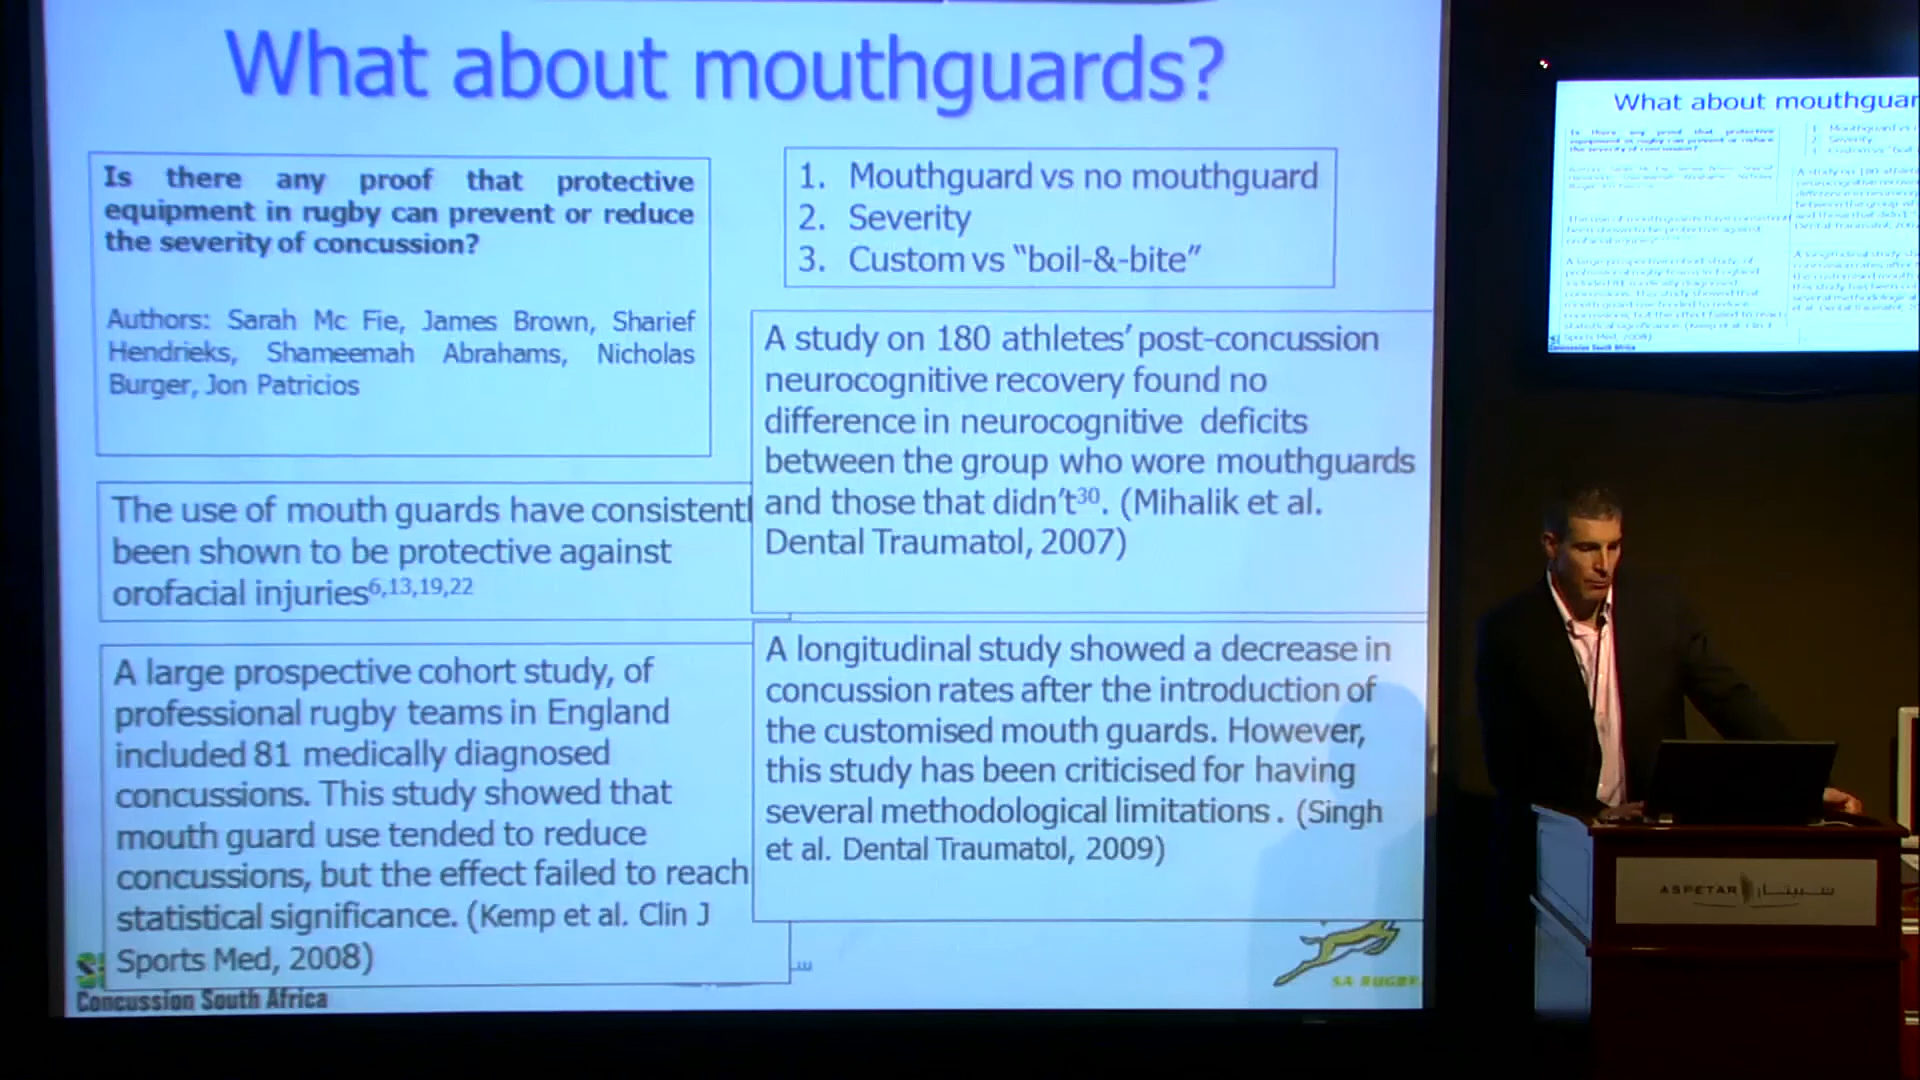 What about mouthguards?
Is there any proof that protective
equipment in rugby can prevent or reduce
the severity of concussion?
Authors: Sarah Mc Fie, James Brown, Sharief
Hendrieks, Shameemah Abrahams, Nicholas
Burger, Jon Patricios
1. Mouthguard vs no mouthguard
2. Severity
3. Custom vs "boil-&-bite"
The use of mouth guards have consistentl
been shown to be protective against
orofacial injuries6,13,19,22
A study on 180 athletes' post-concussion
neurocognitive recovery found no
difference in neurocognitive deficits
between the group who wore mouthguards
and those that didn't30. (Mihalik et al.
Dental Traumatol, 2007)
A large prospective cohort study, of
professional rugby teams in England
included 81 medically diagnosed
concussions. This study showed that
mouth guard use tended to reduce
concussions, but the effect failed to reach
statistical significance. (Kemp et al. Clin J
Sports Med, 2008)
A longitudinal study showed a decrease in
concussion rates after the introduction of
the customised mouth guards. However,
this study has been criticised for having
several methodological limitations. (Singh
et al. Dental Traumatol, 2009)
Concussion South Africa
SA RUGBY
What about mouthguar
ASPETAR سبيتار